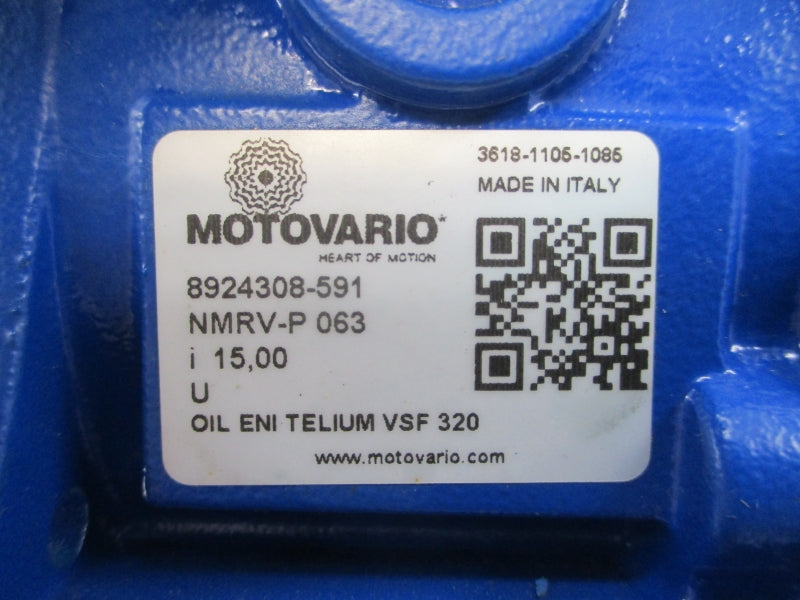 3618-1105-1085
MADE IN ITALY
MOTOVARIO*
HEART OF MOTION
8924308-591
NMRV-P 063
i 15,00
U
OIL ENI TELIUM VSF 320
www.motovario.com